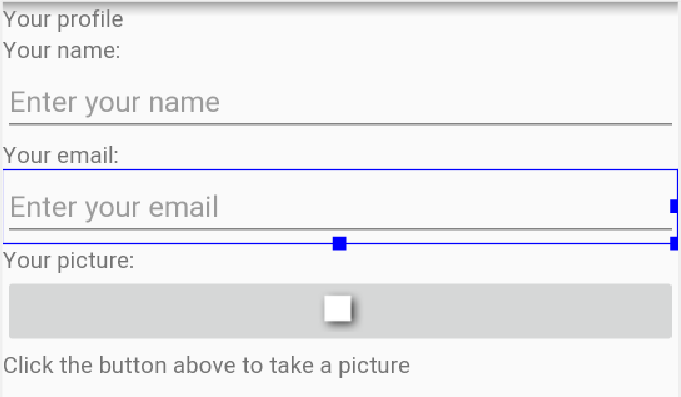 Your profile
Your name:
Enter your name
Your email:
Enter your email
Your picture:
Click the button above to take a picture